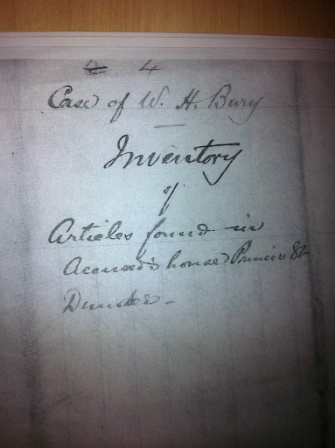 4
Case of W. H. Bury
Inventory
of
Articles found in
Accused's house Princes St
Dundee -